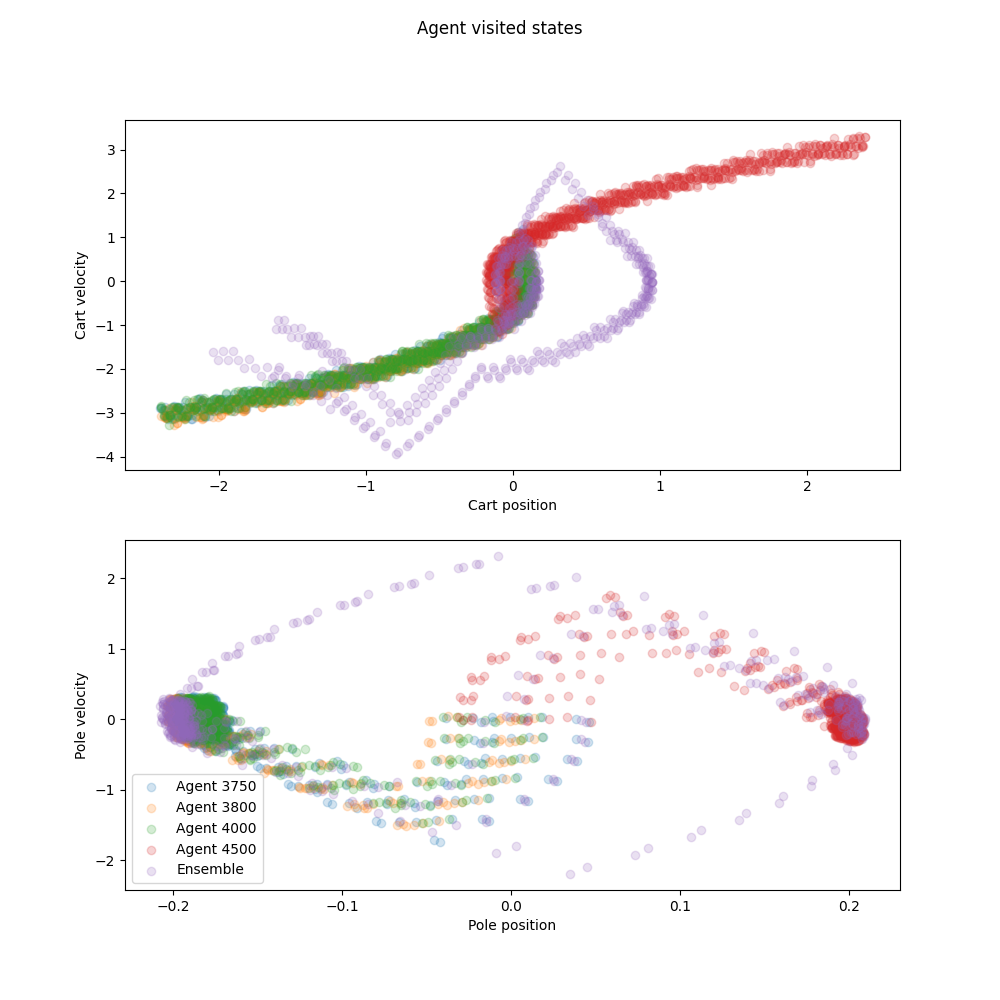 Agent visited states
3
2
1
0
−1
−2
−3
−4
Cart velocity
−2
−1
0
1
2
Cart position
2
1
0
−1
−2
Pole velocity
Agent 3750
Agent 3800
Agent 4000
Agent 4500
Ensemble
−0.2
−0.1
0.0
0.1
0.2
Pole position